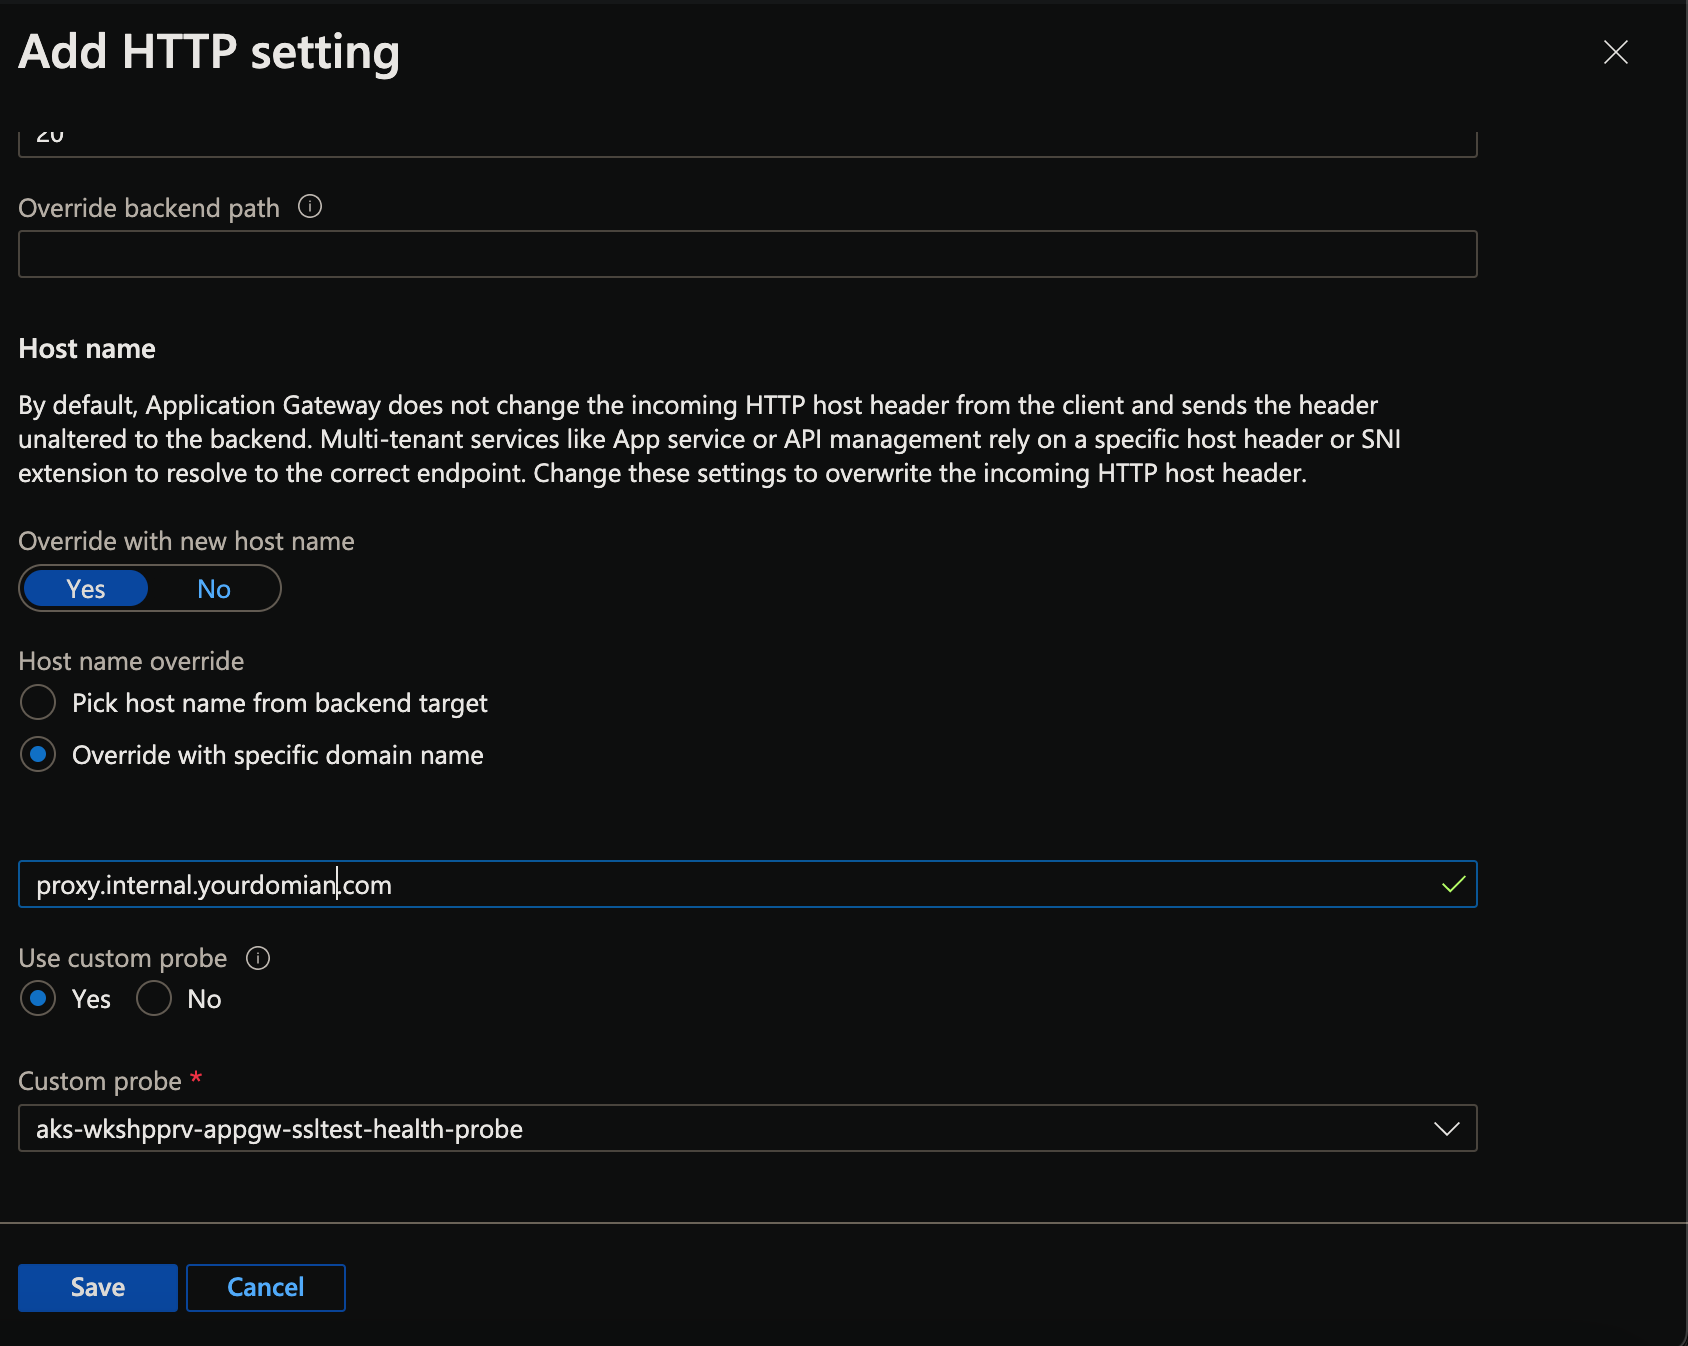 Add HTTP setting
20
Override backend path
Host name
By default, Application Gateway does not change the incoming HTTP host header from the client and sends the header
unaltered to the backend. Multi-tenant services like App service or API management rely on a specific host header or SNI
extension to resolve to the correct endpoint. Change these settings to overwrite the incoming HTTP host header.
Override with new host name
Yes No
Host name override
Pick host name from backend target
Override with specific domain name
proxy.internal.yourdomian.com
Use custom probe
Yes No
Custom probe *
aks-wkshpprv-appgw-ssltest-health-probe
Save Cancel